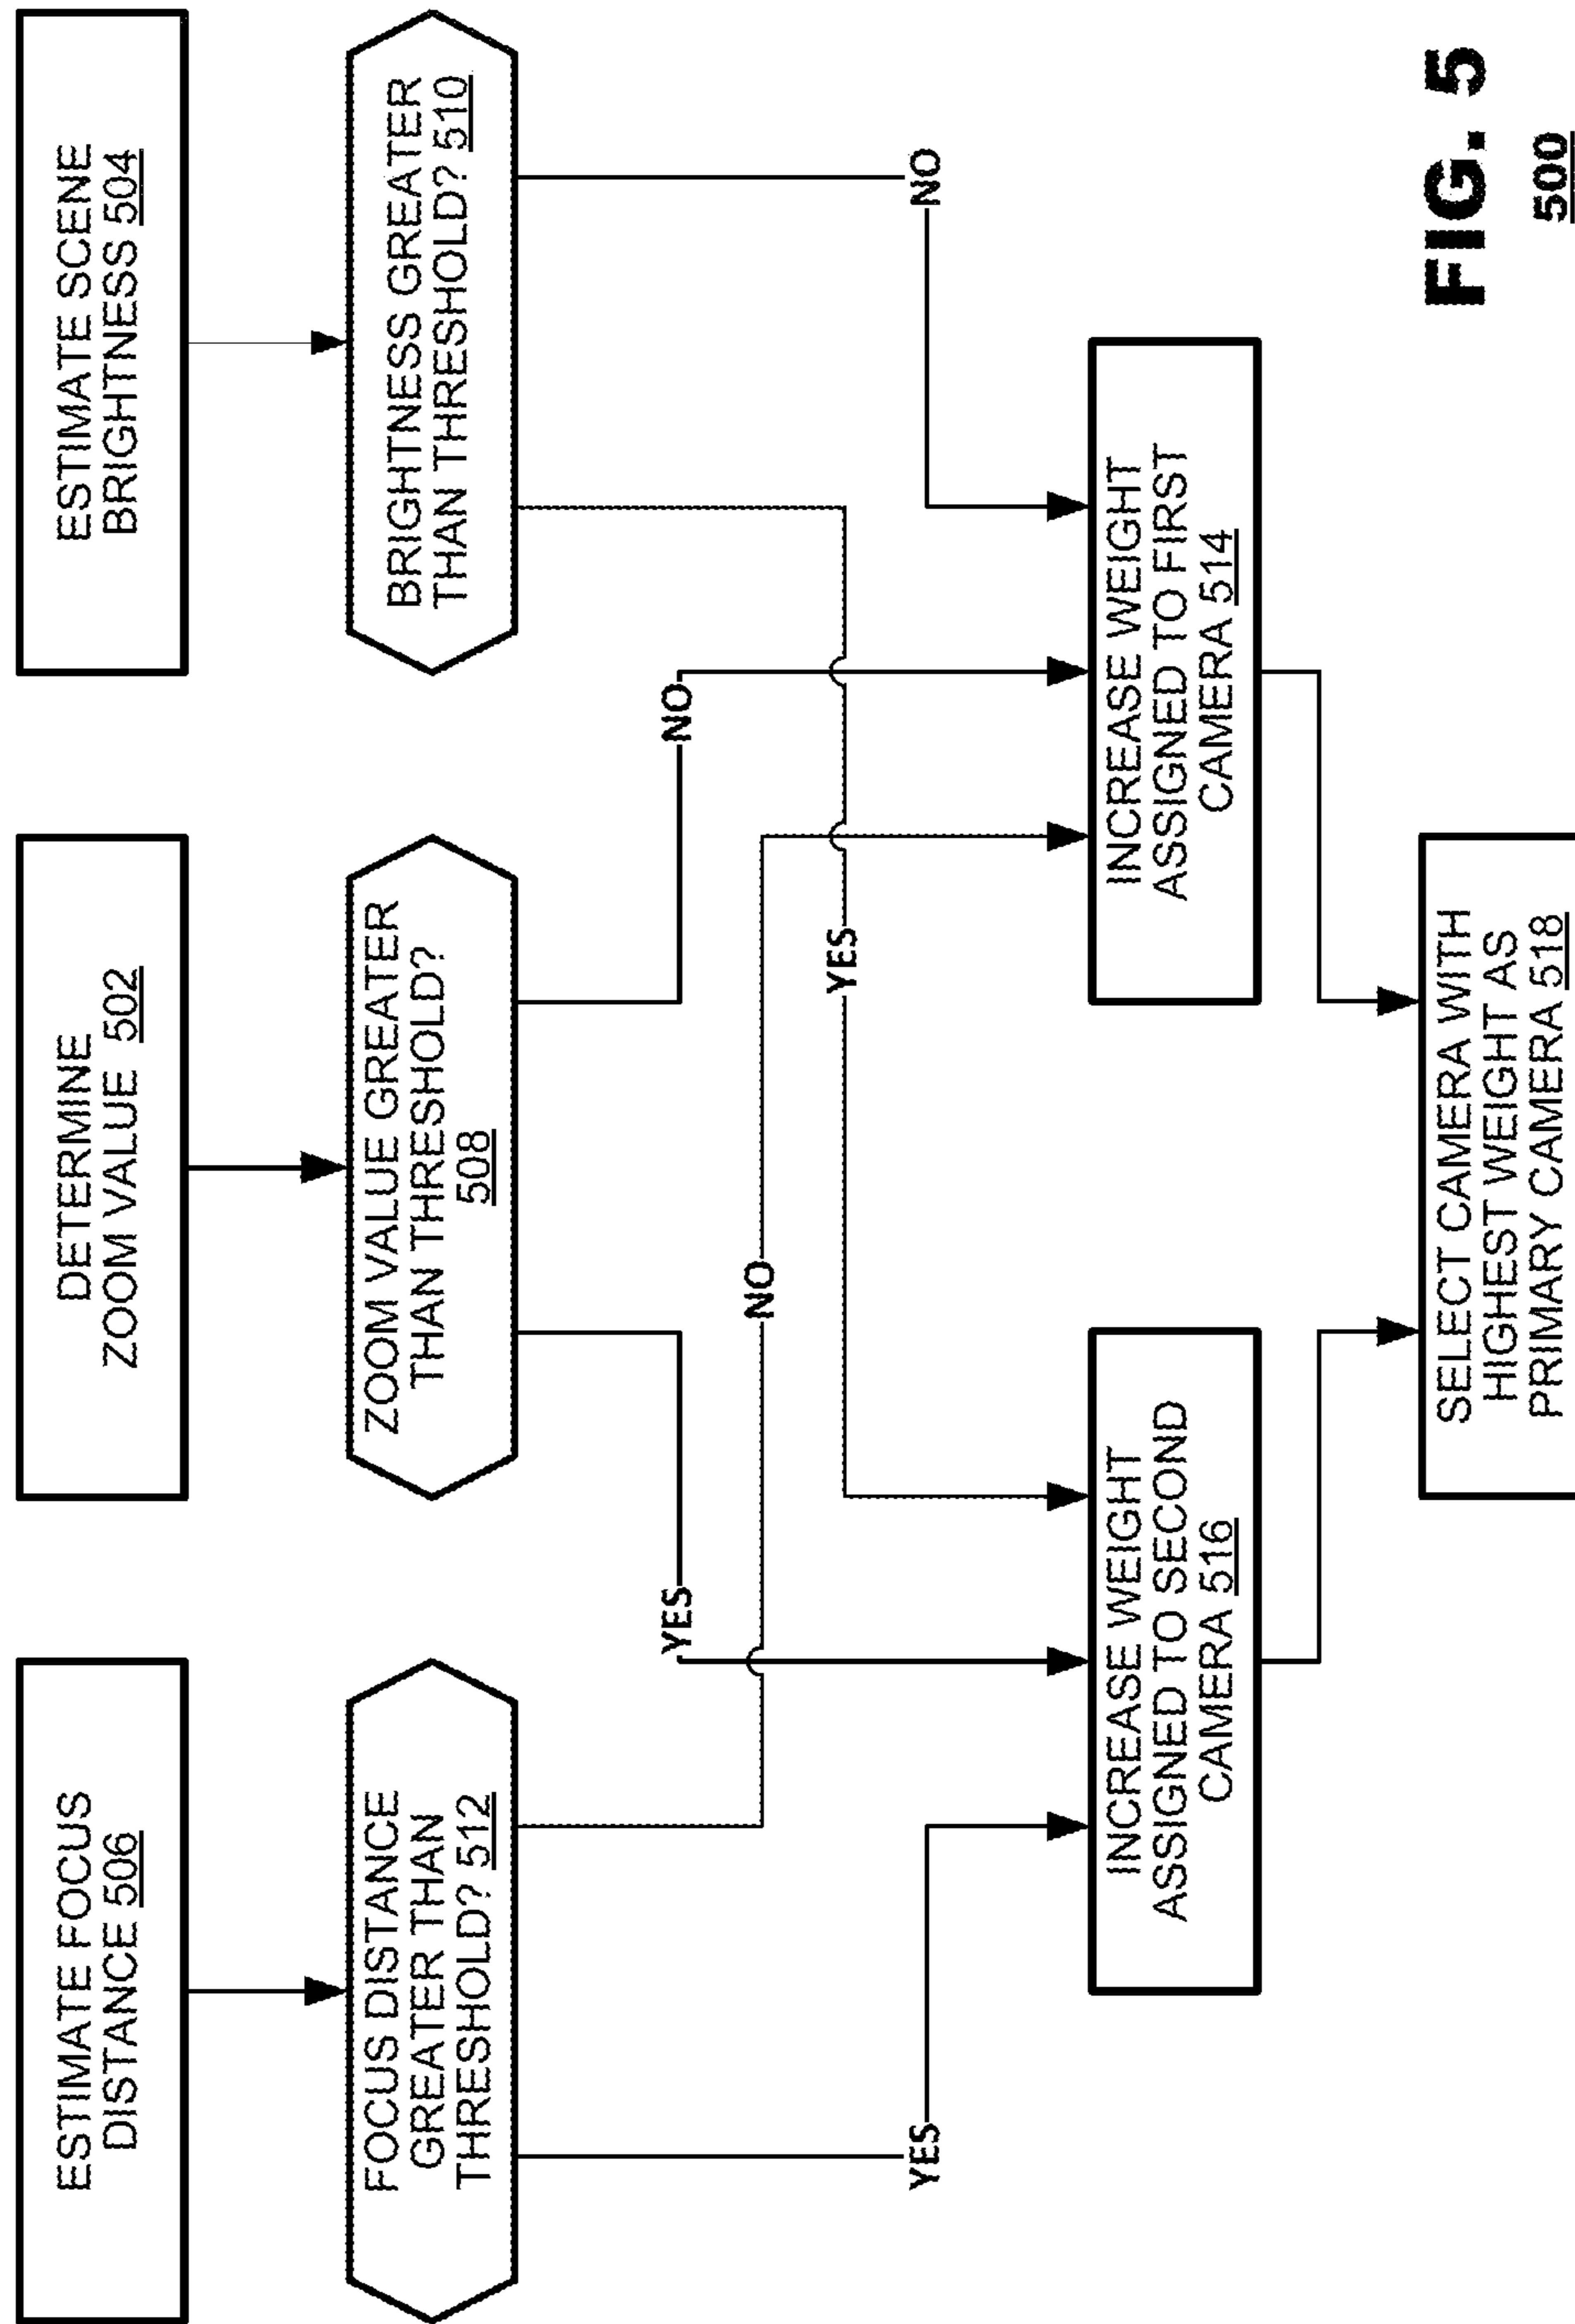 ESTIMATE FOCUS
DISTANCE 506
DETERMINE
ZOOM VALUE 502
ESTIMATE SCENE
BRIGHTNESS 504
FOCUS DISTANCE
GREATER THAN
THRESHOLD? 512
ZOOM VALUE GREATER
THAN THRESHOLD?
508
BRIGHTNESS GREATER
THAN THRESHOLD? 510
YES
NO
YES
NO
YES
NO
INCREASE WEIGHT
ASSIGNED TO SECOND
CAMERA 516
INCREASE WEIGHT
ASSIGNED TO FIRST
CAMERA 514
SELECT CAMERA WITH
HIGHEST WEIGHT AS
PRIMARY CAMERA 518
FIG. 5
500